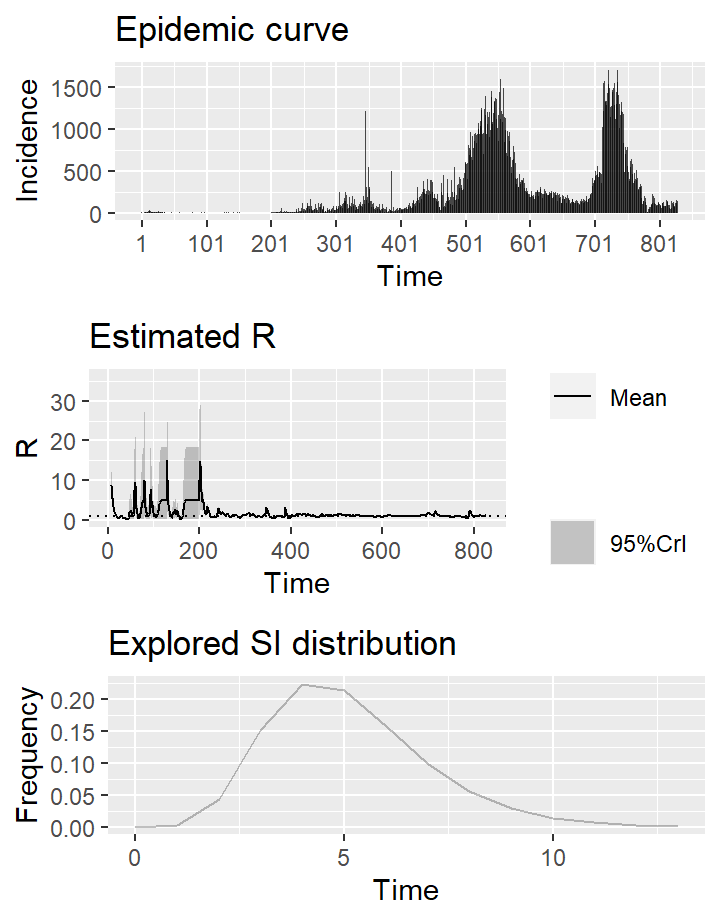 Epidemic curve
Incidence
1500
1000
500
0
1 101 201 301 401 501 601 701 801
Time
Estimated R
R
30
20
10
0
0 200 400 600 800
Time
Mean
95%CrI
Explored SI distribution
Frequency
0.20
0.15
0.10
0.05
0.00
0 5 10
Time